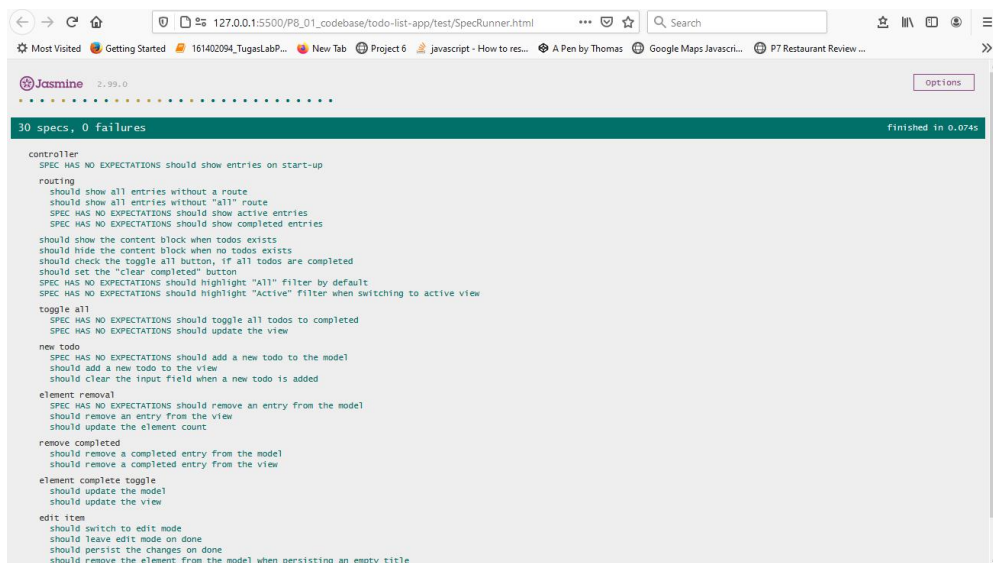 127.0.0.1:5500/P8_01_codebase/todo-list-app/test/SpecRunner.html
Search
Most Visited
Getting Started
161402094_TugasLabP...
New Tab
Project 6
javascript - How to res...
A Pen by Thomas
Google Maps Javascri...
P7 Restaurant Review ...
Jasmine 2.99.0
Options
30 specs, 0 failures
finished in 0.074s
controller
SPEC HAS NO EXPECTATIONS should show entries on start-up
routing
should show all entries without a route
should show all entries without "all" route
SPEC HAS NO EXPECTATIONS should show active entries
SPEC HAS NO EXPECTATIONS should show completed entries
should show the content block when todos exists
should hide the content block when no todos exists
should check the toggle all button, if all todos are completed
should set the "clear completed" button
SPEC HAS NO EXPECTATIONS should highlight "All" filter by default
SPEC HAS NO EXPECTATIONS should highlight "Active" filter when switching to active view
toggle all
SPEC HAS NO EXPECTATIONS should toggle all todos to completed
SPEC HAS NO EXPECTATIONS should update the view
new todo
SPEC HAS NO EXPECTATIONS should add a new todo to the model
should add a new todo to the view
should clear the input field when a new todo is added
element removal
SPEC HAS NO EXPECTATIONS should remove an entry from the model
should remove an entry from the view
should update the element count
remove completed
should remove a completed entry from the model
should remove a completed entry from the view
element complete toggle
should update the model
should update the view
edit item
should switch to edit mode
should leave edit mode on done
should persist the changes on done
should remove the element from the model when persisting an empty title